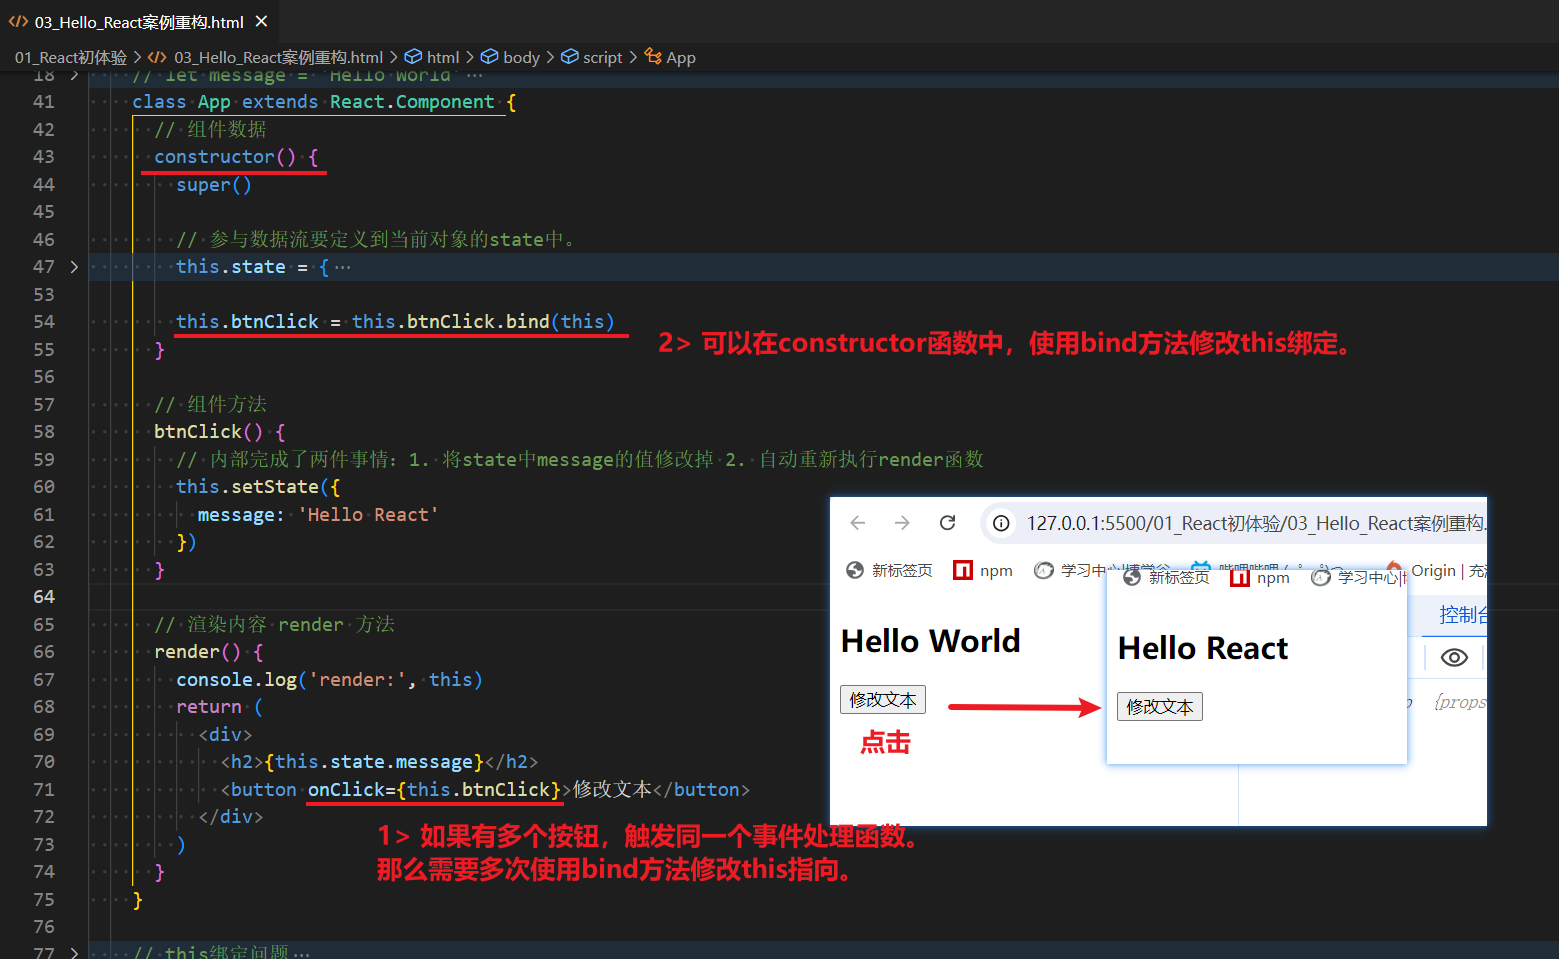 03_Hello_React案例重构.html
01_React初体验 > 03_Hello_React案例重构.html > html > body > script > App
18 // let message = 'Hello World' ···
41 class App extends React.Component {
42 // 组件数据
43 constructor() {
44 super()
45
46 // 参与数据流要定义到当前对象的state中。
47 this.state = { ···
53
54 this.btnClick = this.btnClick.bind(this)
2> 可以在constructor函数中，使用bind方法修改this绑定。
55 }
56
57 // 组件方法
58 btnClick() {
59 // 内部完成了两件事情：1. 将state中message的值修改掉 2. 自动重新执行render函数
60 this.setState({
61 message: 'Hello React'
62 })
63 }
64
65 // 渲染内容 render 方法
66 render() {
67 console.log('render:', this)
68 return (
69 <div>
70 <h2>{this.state.message}</h2>
71 <button onClick={this.btnClick}>修改文本</button>
72 </div>
73 )
74 }
75 }
76
77 // this绑定问题 ···
1> 如果有多个按钮，触发同一个事件处理函数。
那么需要多次使用bind方法修改this指向。
127.0.0.1:5500/01_React初体验/03_Hello_React案例重构.
新标签页 npm 学习中心 Origin | 充
控制台
Hello World
修改文本
点击
新标签页 npm 学习中心
Hello React
修改文本
{props